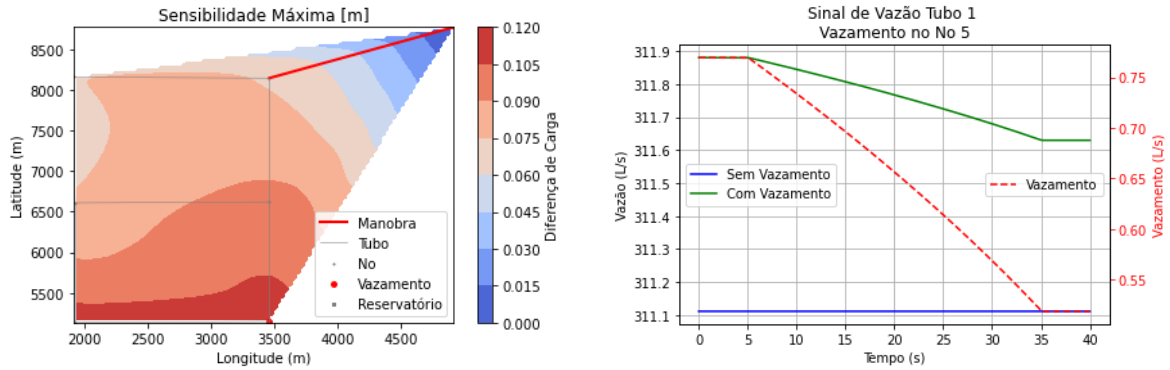 Sensibilidade Máxima [m]
8500
8000
7500
7000
6500
6000
5500
Latitude (m)
2000 2500 3000 3500 4000 4500
Longitude (m)
Manobra
Tubo
No
Vazamento
Reservatório
0.120
0.105
0.090
0.075
0.060
0.045
0.030
0.015
0.000
Diferença de Carga
Sinal de Vazão Tubo 1
Vazamento no No 5
311.9
311.8
311.7
311.6
311.5
311.4
311.3
311.2
311.1
Vazão (L/s)
Sem Vazamento
Com Vazamento
Vazamento
0 5 10 15 20 25 30 35 40
Tempo (s)
0.75
0.70
0.65
0.60
0.55
Vazamento (L/s)